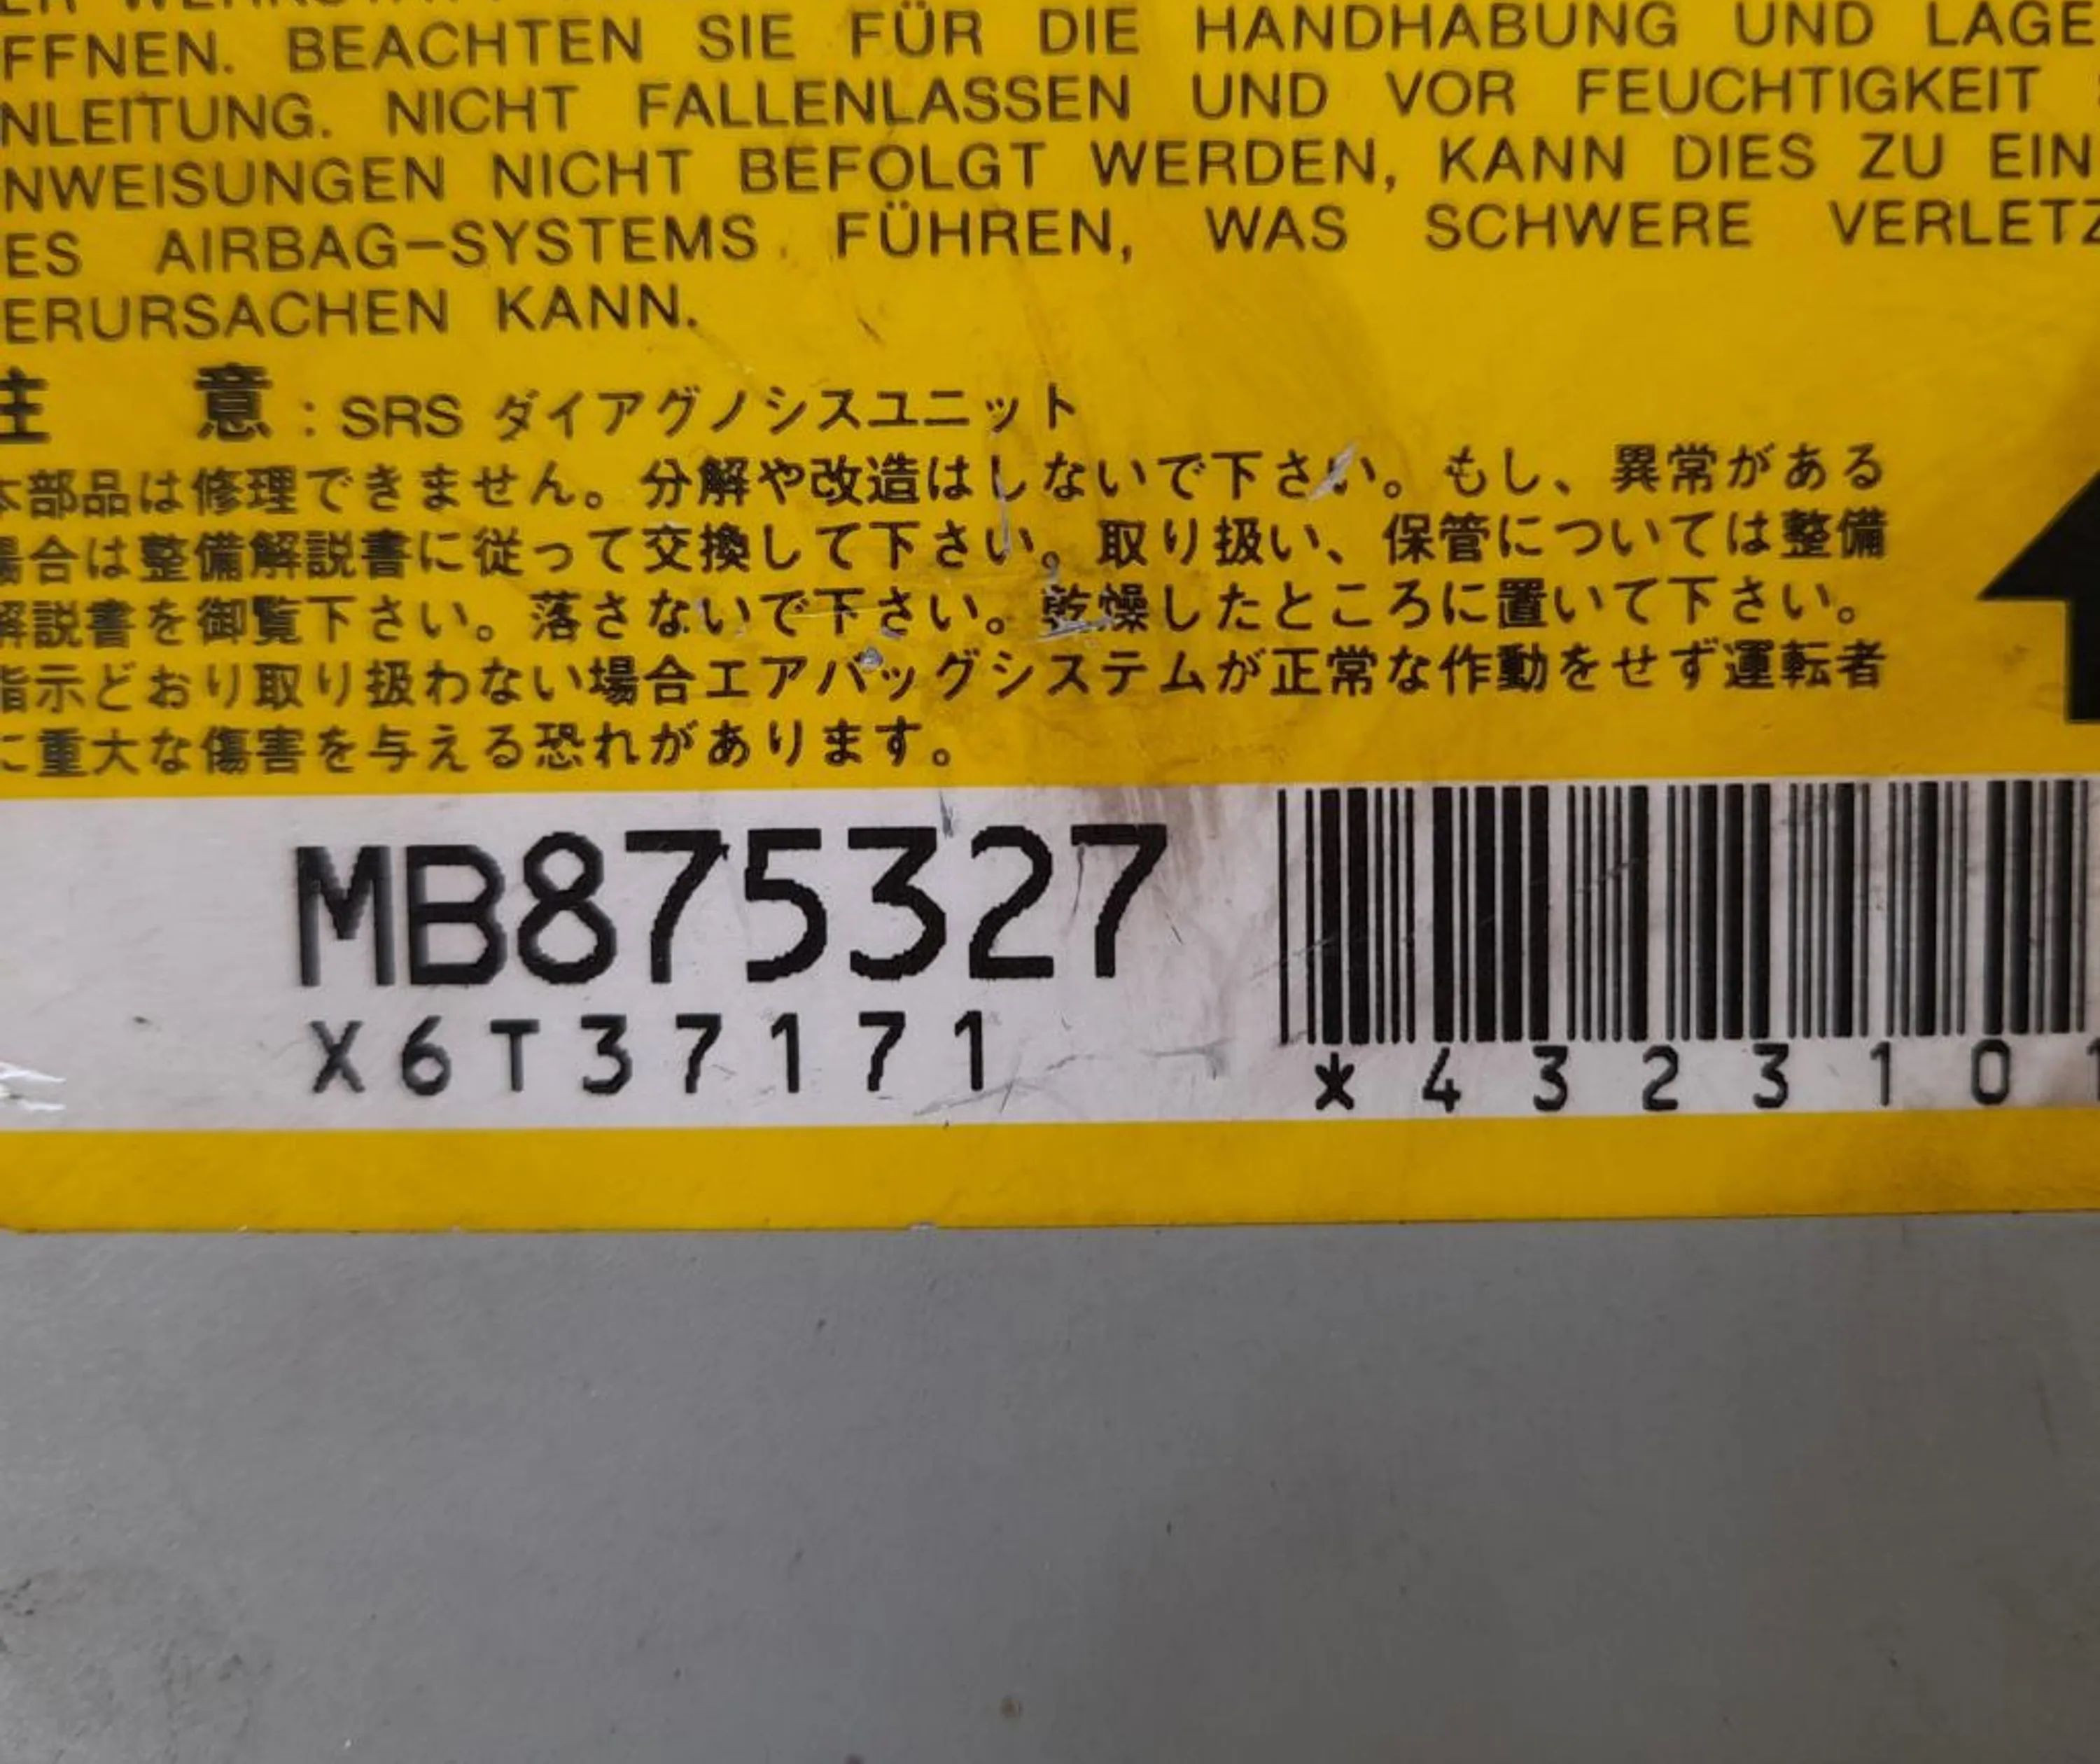 ER WERKSTATT
FFNEN. BEACHTEN SIE FÜR DIE HANDHABUNG UND LAGE
NLEITUNG. NICHT FALLENLASSEN UND VOR FEUCHTIGKEIT
NWEISUNGEN NICHT BEFOLGT WERDEN, KANN DIES ZU EIN
ES AIRBAG-SYSTEMS FÜHREN, WAS SCHWERE VERLETZ
ERURSACHEN KANN.
注 意 : SRS ダイアグノシスユニット
本部品は修理できません。分解や改造はしないで下さい。もし、異常がある
場合は整備解説書に従って交換して下さい。取り扱い、保管については整備
解説書を御覧下さい。落さないで下さい。乾燥したところに置いて下さい。
指示どおり取り扱わない場合エアバッグシステムが正常な作動をせず運転者
に重大な傷害を与える恐れがあります。
MB875327
X6T37171
*4323101